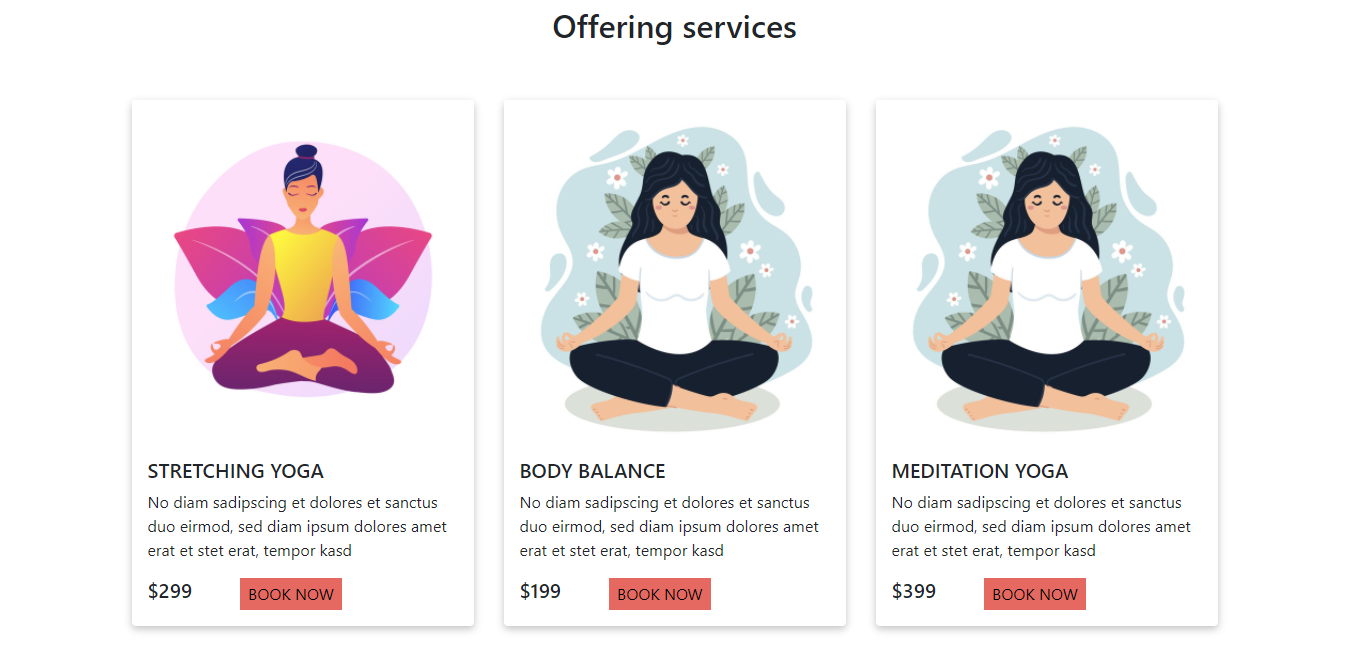 Offering services
STRETCHING YOGA
No diam sadipscing et dolores et sanctus
duo eirmod, sed diam ipsum dolores amet
erat et stet erat, tempor kasd
$299 BOOK NOW
BODY BALANCE
No diam sadipscing et dolores et sanctus
duo eirmod, sed diam ipsum dolores amet
erat et stet erat, tempor kasd
$199 BOOK NOW
MEDITATION YOGA
No diam sadipscing et dolores et sanctus
duo eirmod, sed diam ipsum dolores amet
erat et stet erat, tempor kasd
$399 BOOK NOW